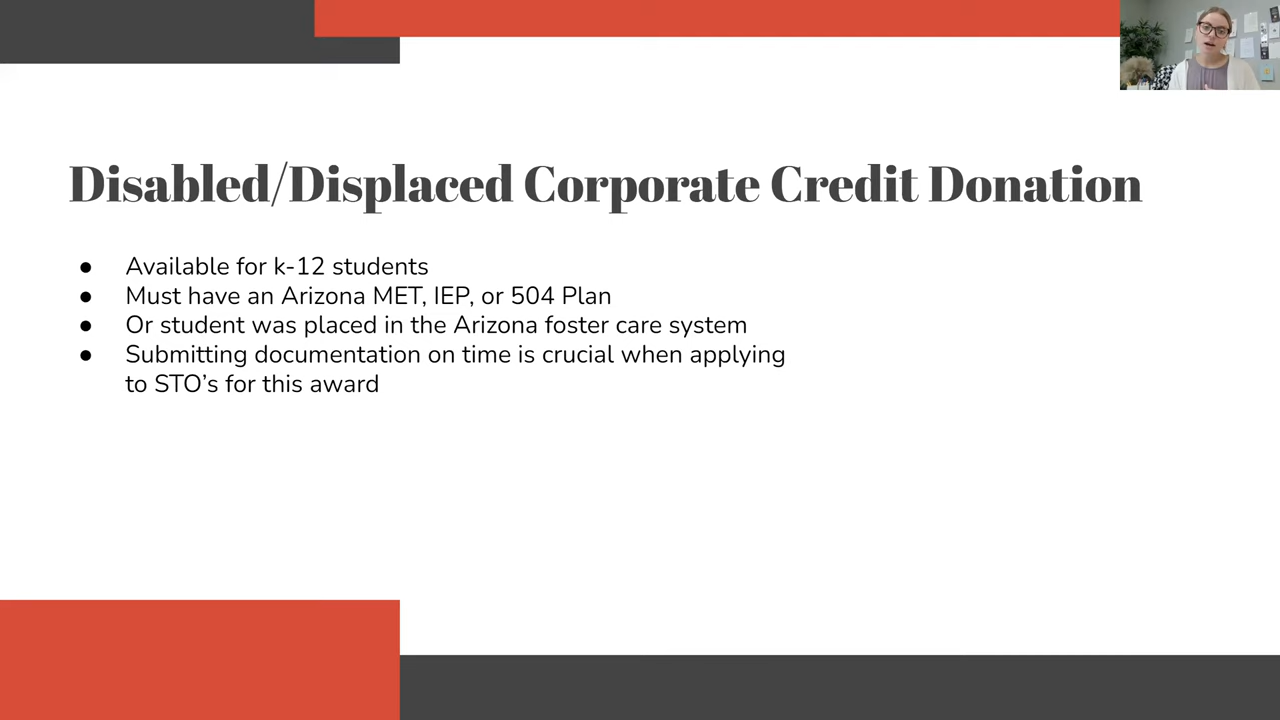 Disabled/Displaced Corporate Credit Donation
● Available for k-12 students
● Must have an Arizona MET, IEP, or 504 Plan
● Or student was placed in the Arizona foster care system
● Submitting documentation on time is crucial when applying
to STO’s for this award